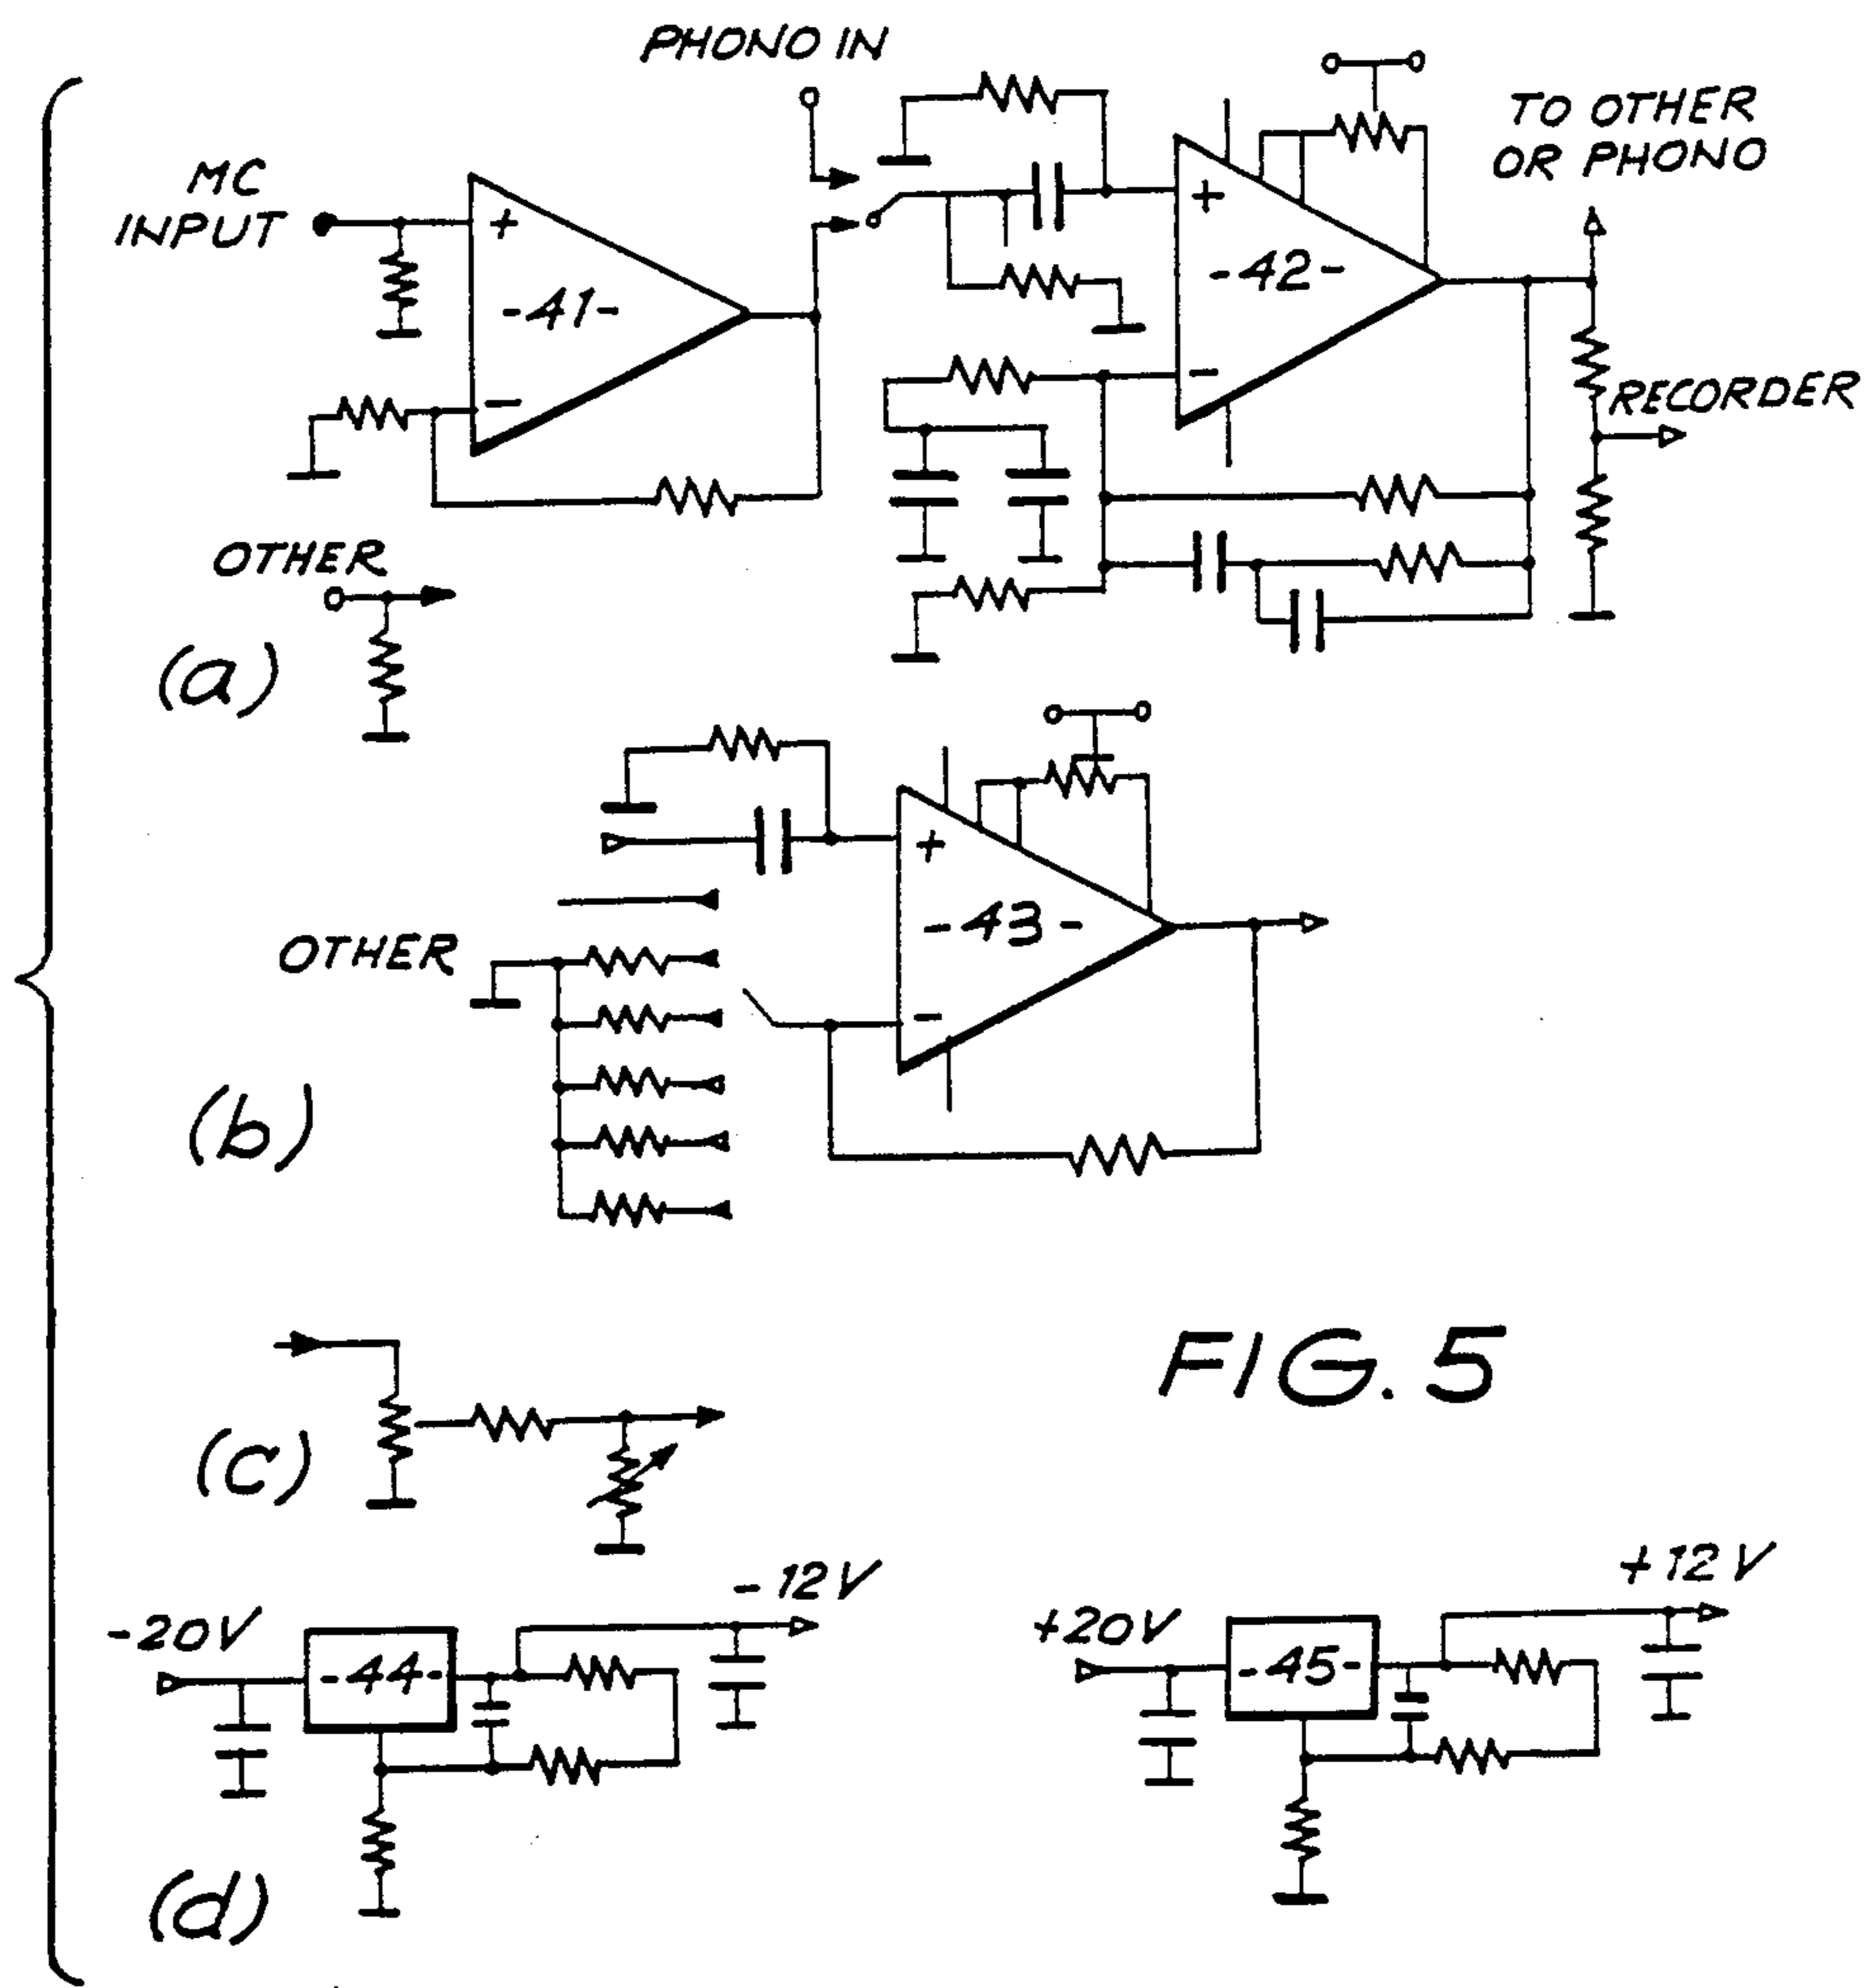 PHONO IN
TO OTHER
OR PHONO
MC
INPUT
+
-41-
-
+
-42-
-
RECORDER
OTHER
(a)
+
-43-
-
OTHER
(b)
FIG. 5
(c)
-12V
-20V
-44-
+12V
+20V
-45-
(d)